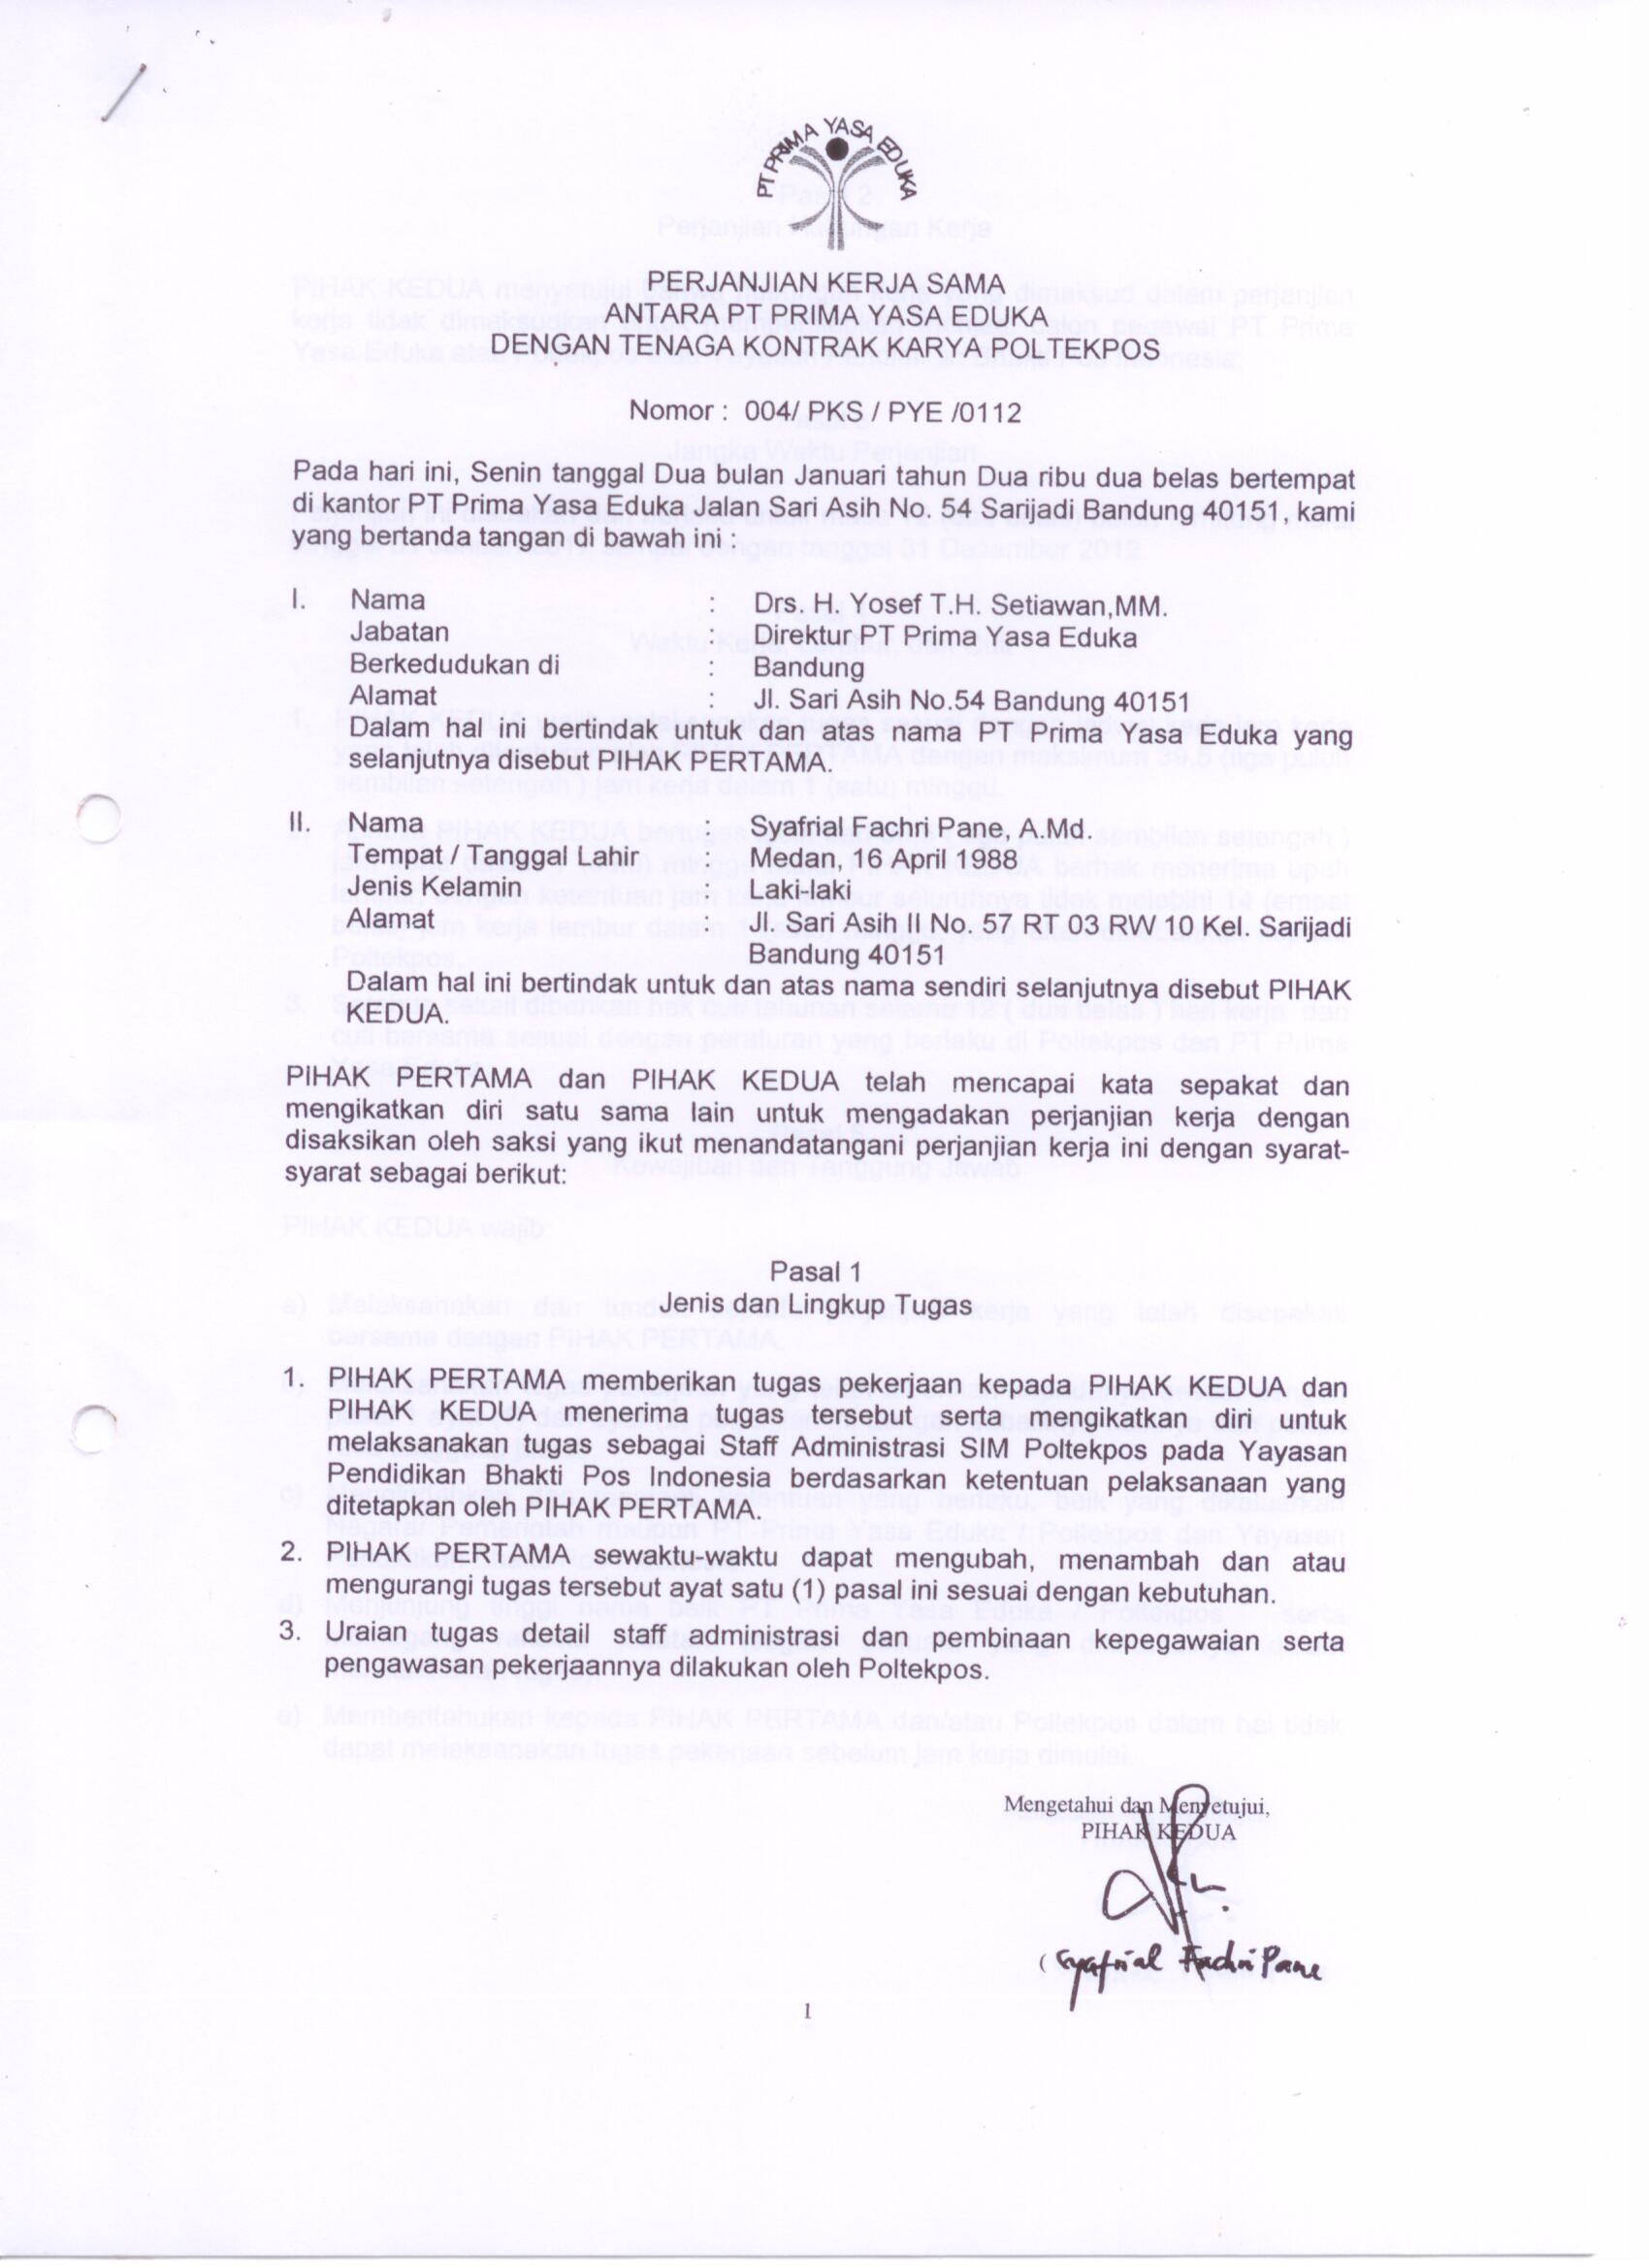 PT PRIMA YASA EDUKA
PERJANJIAN KERJA SAMA
ANTARA PT PRIMA YASA EDUKA
DENGAN TENAGA KONTRAK KARYA POLTEKPOS
Nomor : 004/ PKS / PYE /0112
Pada hari ini, Senin tanggal Dua bulan Januari tahun Dua ribu dua belas bertempat
di kantor PT Prima Yasa Eduka Jalan Sari Asih No. 54 Sarijadi Bandung 40151, kami
yang bertanda tangan di bawah ini :
I. Nama : Drs. H. Yosef T.H. Setiawan,MM.
Jabatan : Direktur PT Prima Yasa Eduka
Berkedudukan di : Bandung
Alamat : Jl. Sari Asih No.54 Bandung 40151
Dalam hal ini bertindak untuk dan atas nama PT Prima Yasa Eduka yang
selanjutnya disebut PIHAK PERTAMA.
II. Nama : Syafrial Fachri Pane, A.Md.
Tempat / Tanggal Lahir : Medan, 16 April 1988
Jenis Kelamin : Laki-laki
Alamat : Jl. Sari Asih II No. 57 RT 03 RW 10 Kel. Sarijadi
Bandung 40151
Dalam hal ini bertindak untuk dan atas nama sendiri selanjutnya disebut PIHAK
KEDUA.
PIHAK PERTAMA dan PIHAK KEDUA telah mencapai kata sepakat dan
mengikatkan diri satu sama lain untuk mengadakan perjanjian kerja dengan
disaksikan oleh saksi yang ikut menandatangani perjanjian kerja ini dengan syarat-
syarat sebagai berikut:
Pasal 1
Jenis dan Lingkup Tugas
1. PIHAK PERTAMA memberikan tugas pekerjaan kepada PIHAK KEDUA dan
PIHAK KEDUA menerima tugas tersebut serta mengikatkan diri untuk
melaksanakan tugas sebagai Staff Administrasi SIM Poltekpos pada Yayasan
Pendidikan Bhakti Pos Indonesia berdasarkan ketentuan pelaksanaan yang
ditetapkan oleh PIHAK PERTAMA.
2. PIHAK PERTAMA sewaktu-waktu dapat mengubah, menambah dan atau
mengurangi tugas tersebut ayat satu (1) pasal ini sesuai dengan kebutuhan.
3. Uraian tugas detail staff administrasi dan pembinaan kepegawaian serta
pengawasan pekerjaannya dilakukan oleh Poltekpos.
Mengetahui dan Menyetujui,
PIHAK KEDUA
( Syafrial Fachri Pane
1